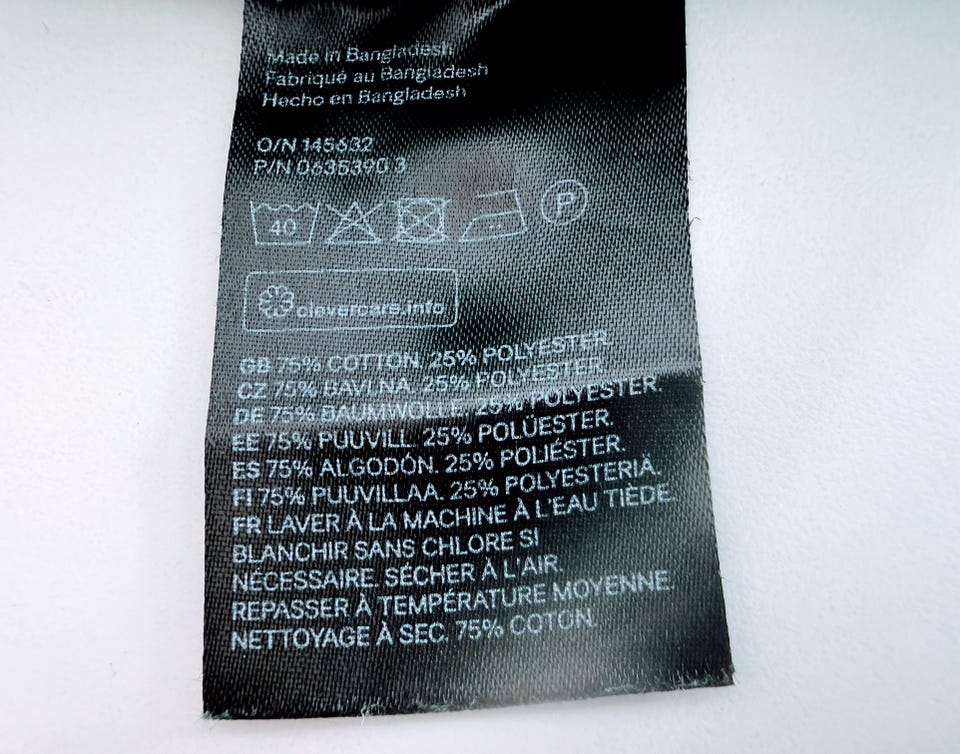 Made in Bangladesh
Fabriqué au Bangladesh
Hecho en Bangladesh
O/N 145632
P/N 0635390 3
40 P
clevercare.info
GB 75% COTTON. 25% POLYESTER.
CZ 75% BAVLNA. 25% POLYESTER.
DE 75% BAUMWOLLE. 25% POLYESTER.
EE 75% PUUVILL. 25% POLÜESTER.
ES 75% ALGODÓN. 25% POLIÉSTER.
FI 75% PUUVILLAA. 25% POLYESTERIÄ.
FR LAVER À LA MACHINE À L'EAU TIÈDE.
BLANCHIR SANS CHLORE SI
NÉCESSAIRE. SÉCHER À L'AIR.
REPASSER À TEMPÉRATURE MOYENNE.
NETTOYAGE À SEC. 75% COTON.